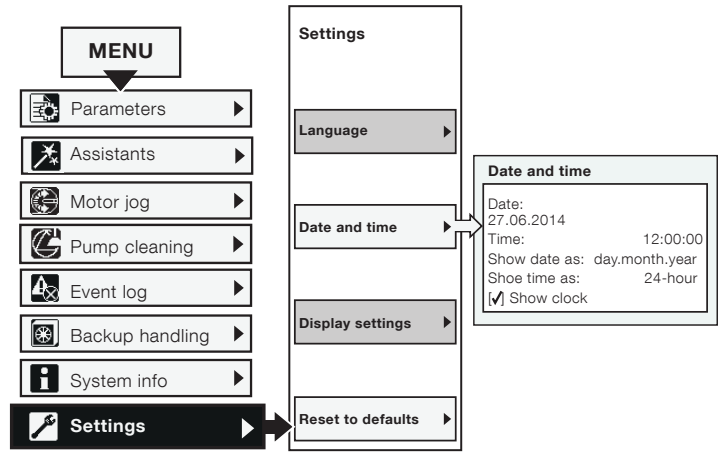 MENU
Parameters
Assistants
Motor jog
Pump cleaning
Event log
Backup handling
System info
Settings
Settings
Language
Date and time
Display settings
Reset to defaults
Date and time
Date:
27.06.2014
Time: 12:00:00
Show date as: day.month.year
Shoe time as: 24-hour
[✓] Show clock